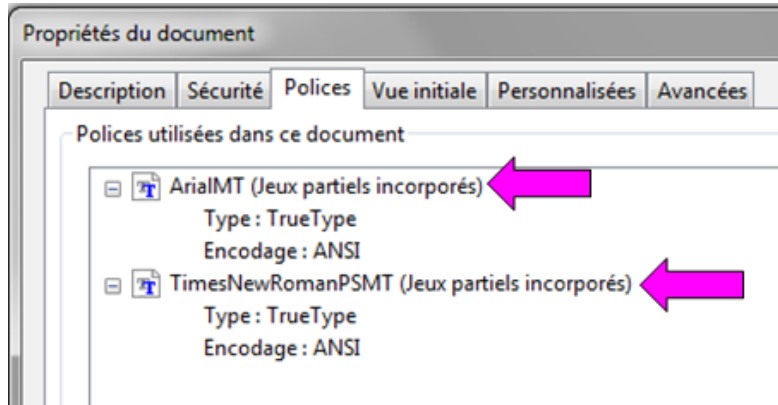 Propriétés du document
Description Sécurité Polices Vue initiale Personnalisées Avancées
Polices utilisées dans ce document
ArialMT (Jeux partiels incorporés)
Type : TrueType
Encodage : ANSI
TimesNewRomanPSMT (Jeux partiels incorporés)
Type : TrueType
Encodage : ANSI